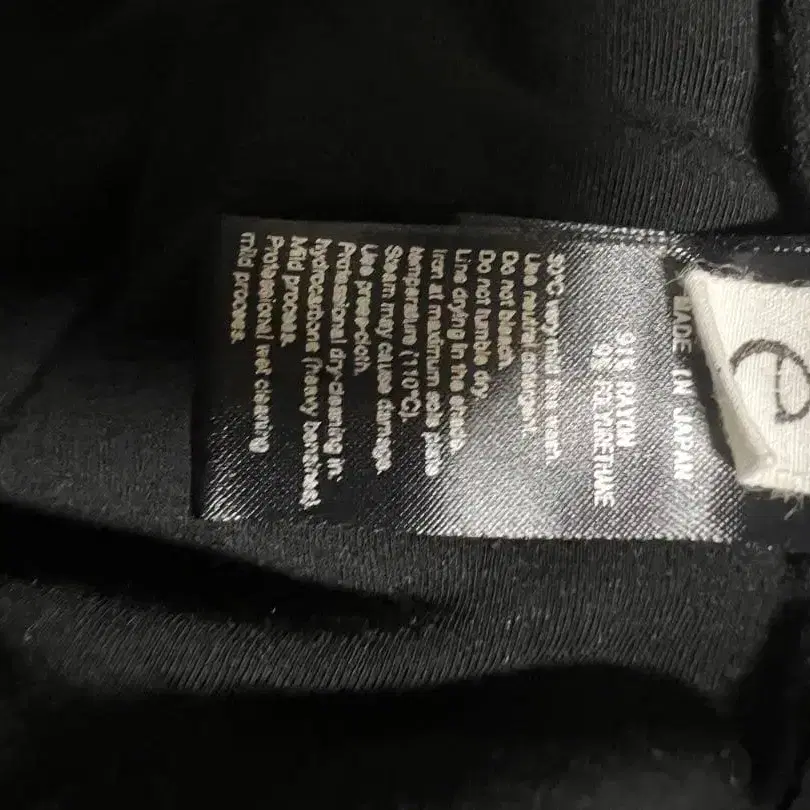 e
MADE IN JAPAN
91% RAYON
9% POLYURETHANE
30°C very mild fine wash.
Use neutral detergent.
Do not bleach.
Do not tumble dry.
Line drying in the shade.
Iron at maximum sole plate
temperature (110°C).
Steam may cause damage.
Use press-cloth.
Professional dry-cleaning in:
hydrocarbons (heavy benzines)
Mild process.
Professional wet cleaning
mild process.